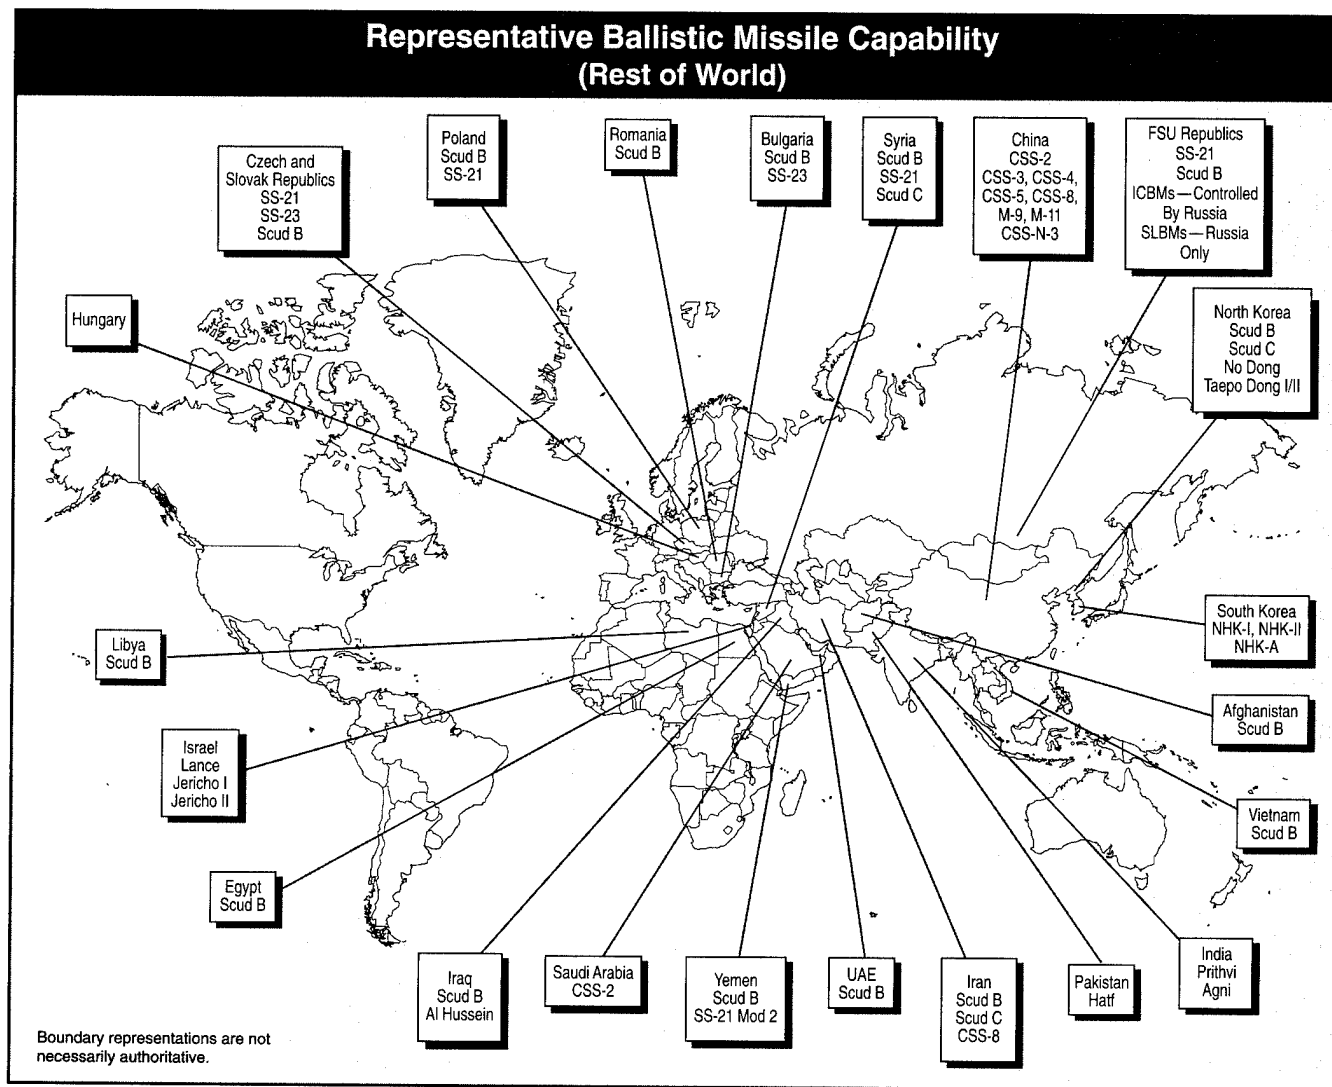 Representative Ballistic Missile Capability
(Rest of World)
Poland
Scud B
SS-21
Romania
Scud B
Bulgaria
Scud B
SS-23
Syria
Scud B
SS-21
Scud C
China
CSS-2
CSS-3, CSS-4,
CSS-5, CSS-8,
M-9, M-11
CSS-N-3
FSU Republics
SS-21
Scud B
ICBMs—Controlled
By Russia
SLBMs—Russia
Only
Czech and
Slovak Republics
SS-21
SS-23
Scud B
Hungary
North Korea
Scud B
Scud C
No Dong
Taepo Dong I/II
South Korea
NHK-I, NHK-II
NHK-A
Libya
Scud B
Afghanistan
Scud B
Israel
Lance
Jericho I
Jericho II
Vietnam
Scud B
Egypt
Scud B
Iraq
Scud B
Al Hussein
Saudi Arabia
CSS-2
Yemen
Scud B
SS-21 Mod 2
UAE
Scud B
Iran
Scud B
Scud C
CSS-8
Pakistan
Hatf
India
Prithvi
Agni
Boundary representations are not
necessarily authoritative.